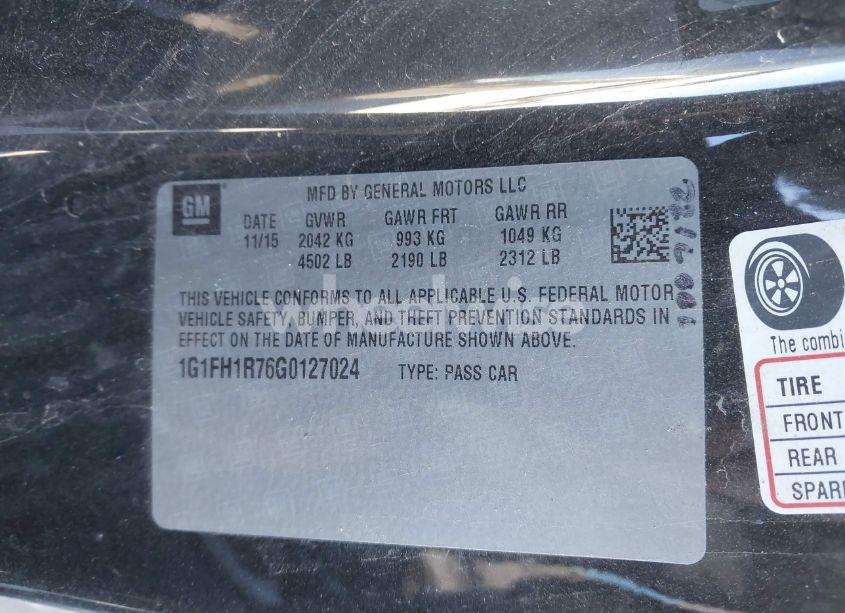 GM
MFD BY GENERAL MOTORS LLC
DATE GVWR GAWR FRT GAWR RR
11/15 2042 KG 993 KG 1049 KG
4502 LB 2190 LB 2312 LB
THIS VEHICLE CONFORMS TO ALL APPLICABLE U.S. FEDERAL MOTOR
VEHICLE SAFETY, BUMPER, AND THEFT PREVENTION STANDARDS IN
EFFECT ON THE DATE OF MANUFACTURE SHOWN ABOVE.
1G1FH1R76G0127024 TYPE: PASS CAR
The combi
TIRE
FRONT
REAR
SPAR